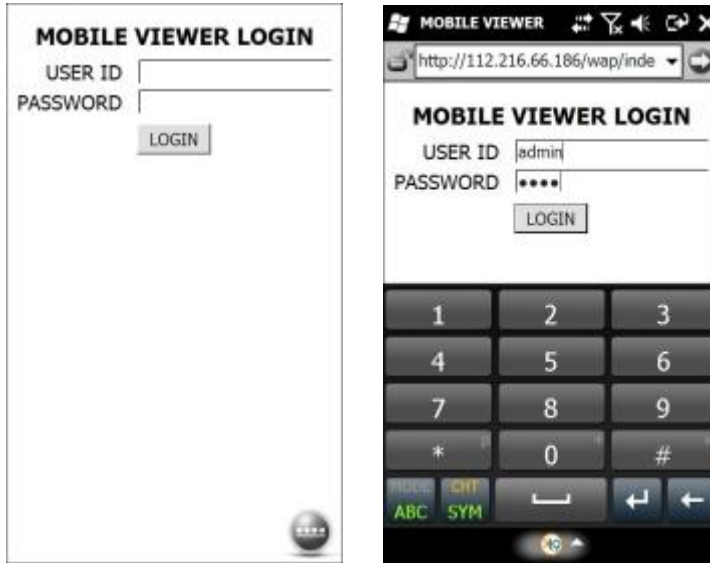 MOBILE VIEWER LOGIN
USER ID
PASSWORD
LOGIN
MOBILE VIEWER
http://112.216.66.186/wap/inde
MOBILE VIEWER LOGIN
USER ID admin
PASSWORD ••••
LOGIN
1 2 3
4 5 6
7 8 9
* 0 #
MODE CHT
ABC SYM